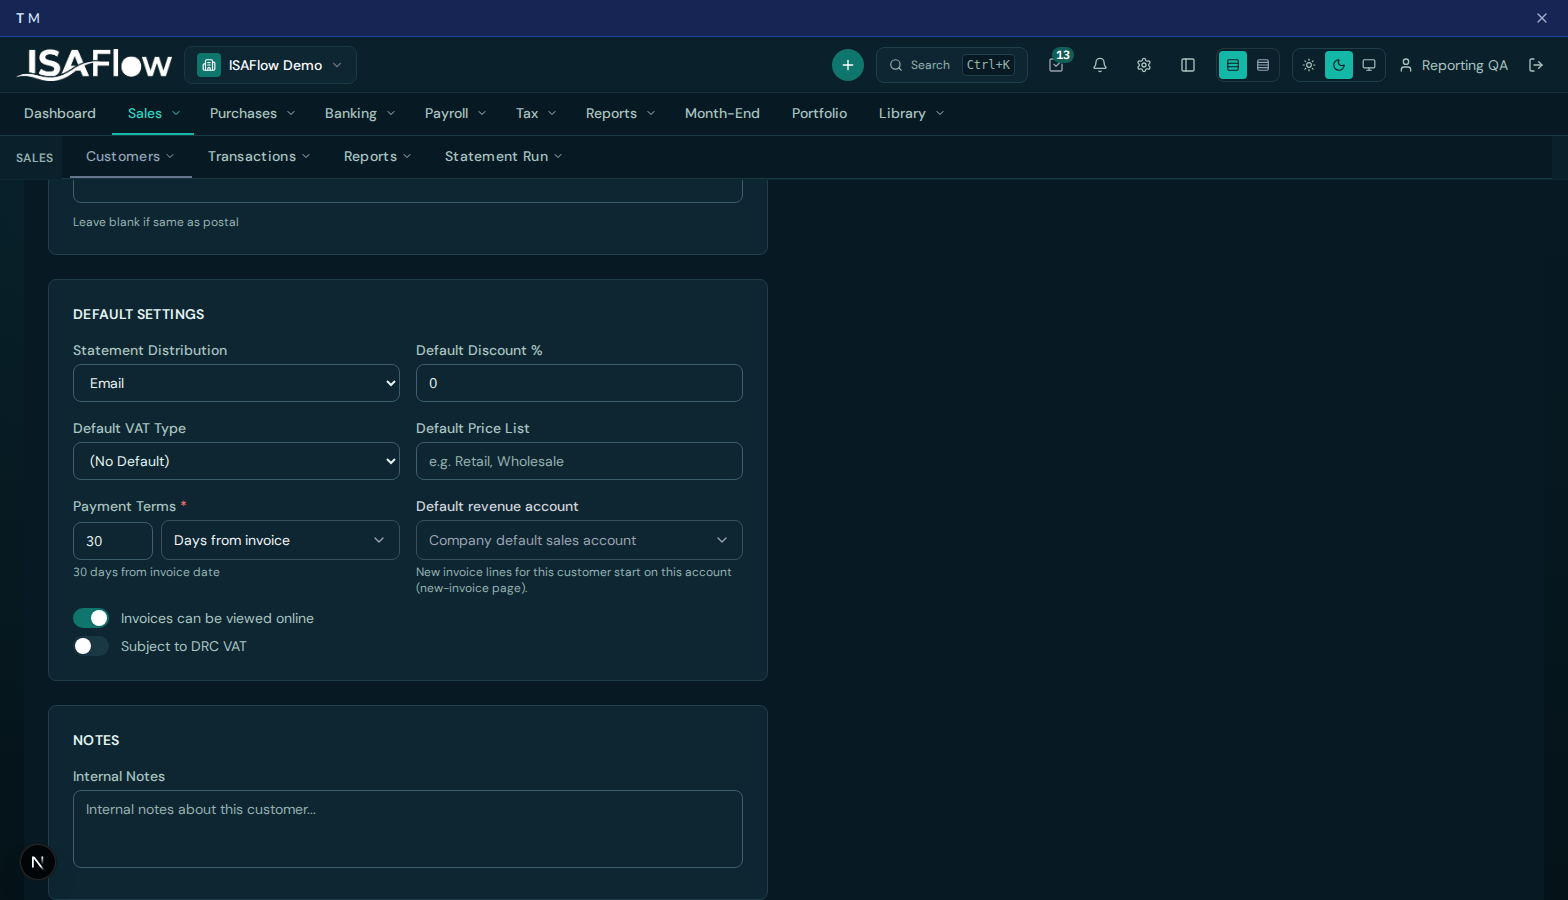 T M
ISAFlow
ISAFlow Demo
Search Ctrl+K
13
Reporting QA
Dashboard Sales Purchases Banking Payroll Tax Reports Month-End Portfolio Library
SALES Customers Transactions Reports Statement Run
Leave blank if same as postal
DEFAULT SETTINGS
Statement Distribution Default Discount %
Email 0
Default VAT Type Default Price List
(No Default) e.g. Retail, Wholesale
Payment Terms * Default revenue account
30 Days from invoice Company default sales account
30 days from invoice date New invoice lines for this customer start on this account
(new-invoice page).
Invoices can be viewed online
Subject to DRC VAT
NOTES
Internal Notes
Internal notes about this customer...
N